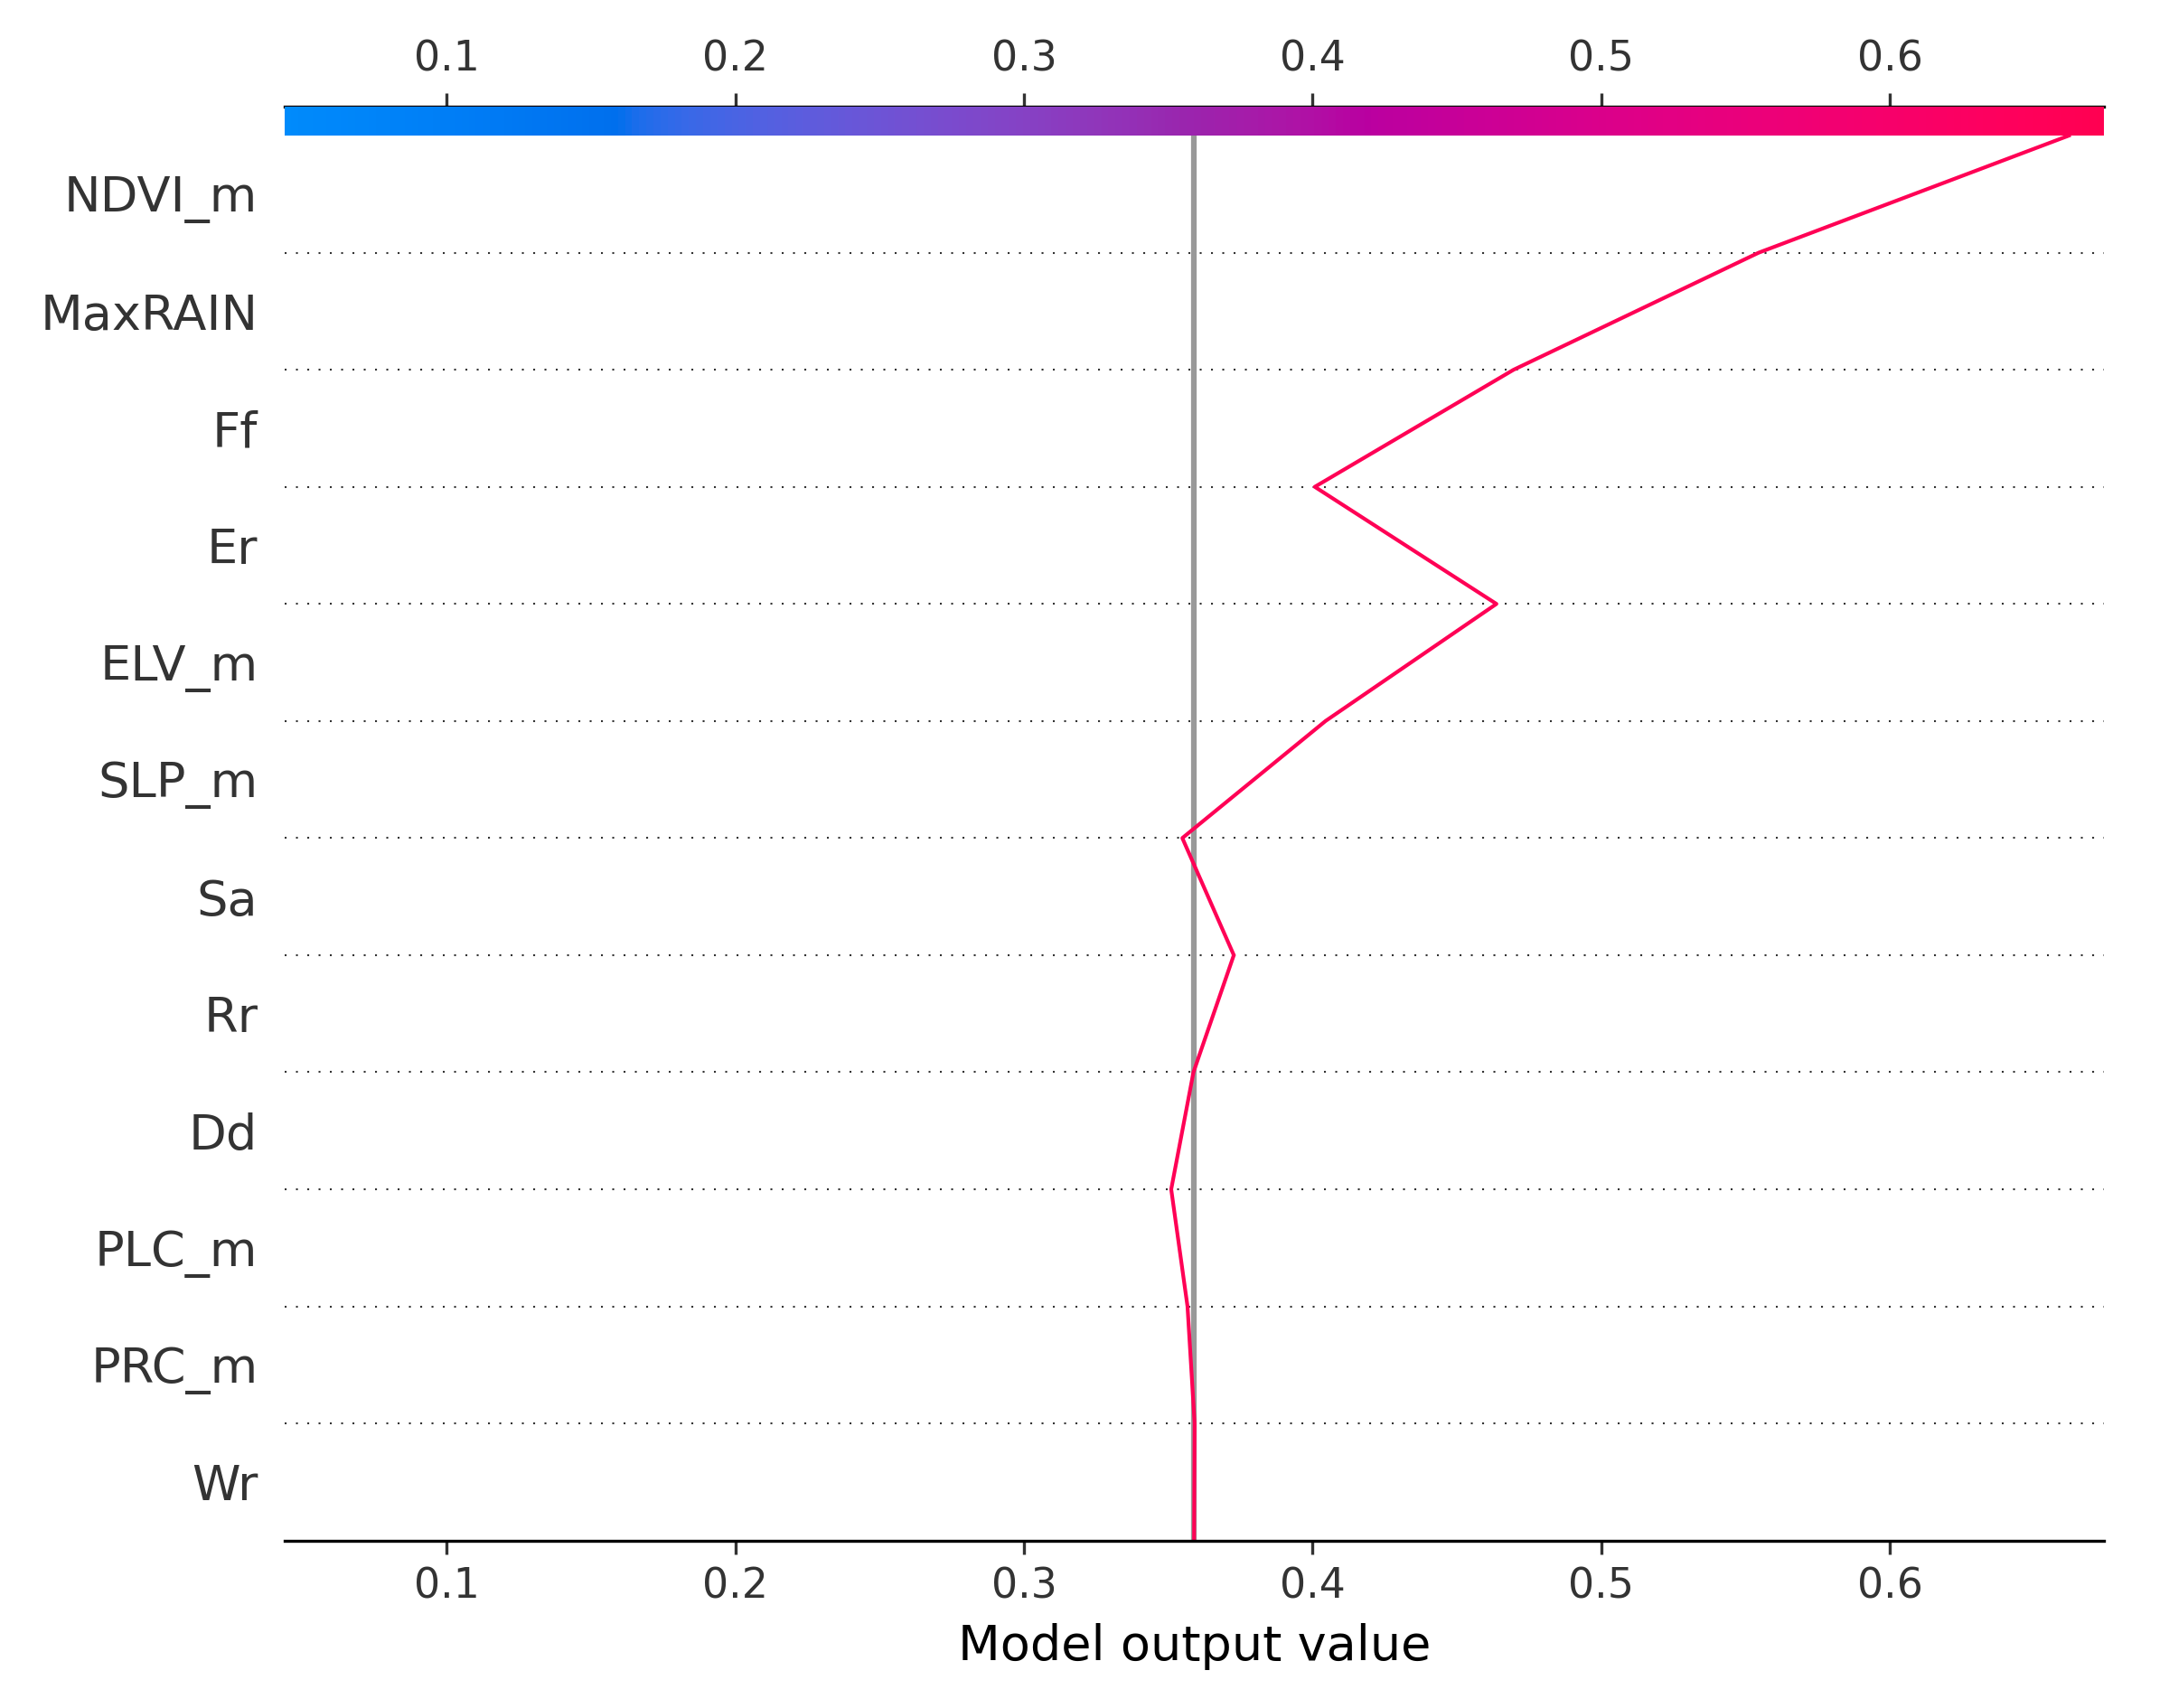 0.1 0.2 0.3 0.4 0.5 0.6
NDVI_m
MaxRAIN
Ff
Er
ELV_m
SLP_m
Sa
Rr
Dd
PLC_m
PRC_m
Wr
0.1 0.2 0.3 0.4 0.5 0.6
Model output value